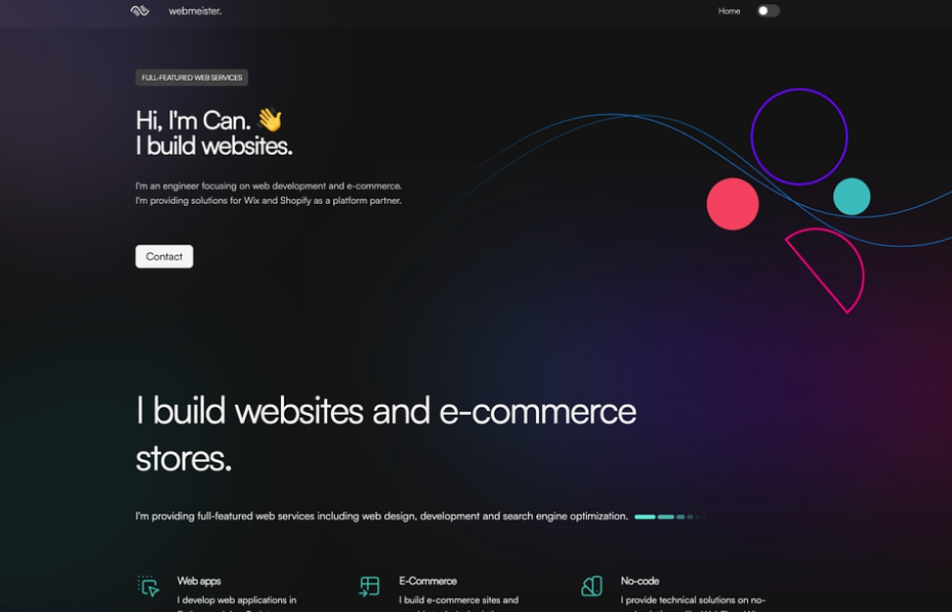 webmeister.
Home
FULL-FEATURED WEB SERVICES
Hi, I'm Can. 👋
I build websites.
I'm an engineer focusing on web development and e-commerce.
I'm providing solutions for Wix and Shopify as a platform partner.
Contact
I build websites and e-commerce
stores.
I'm providing full-featured web services including web design, development and search engine optimization.
Web apps
I develop web applications in
E-Commerce
I build e-commerce sites and
No-code
I provide technical solutions on no-